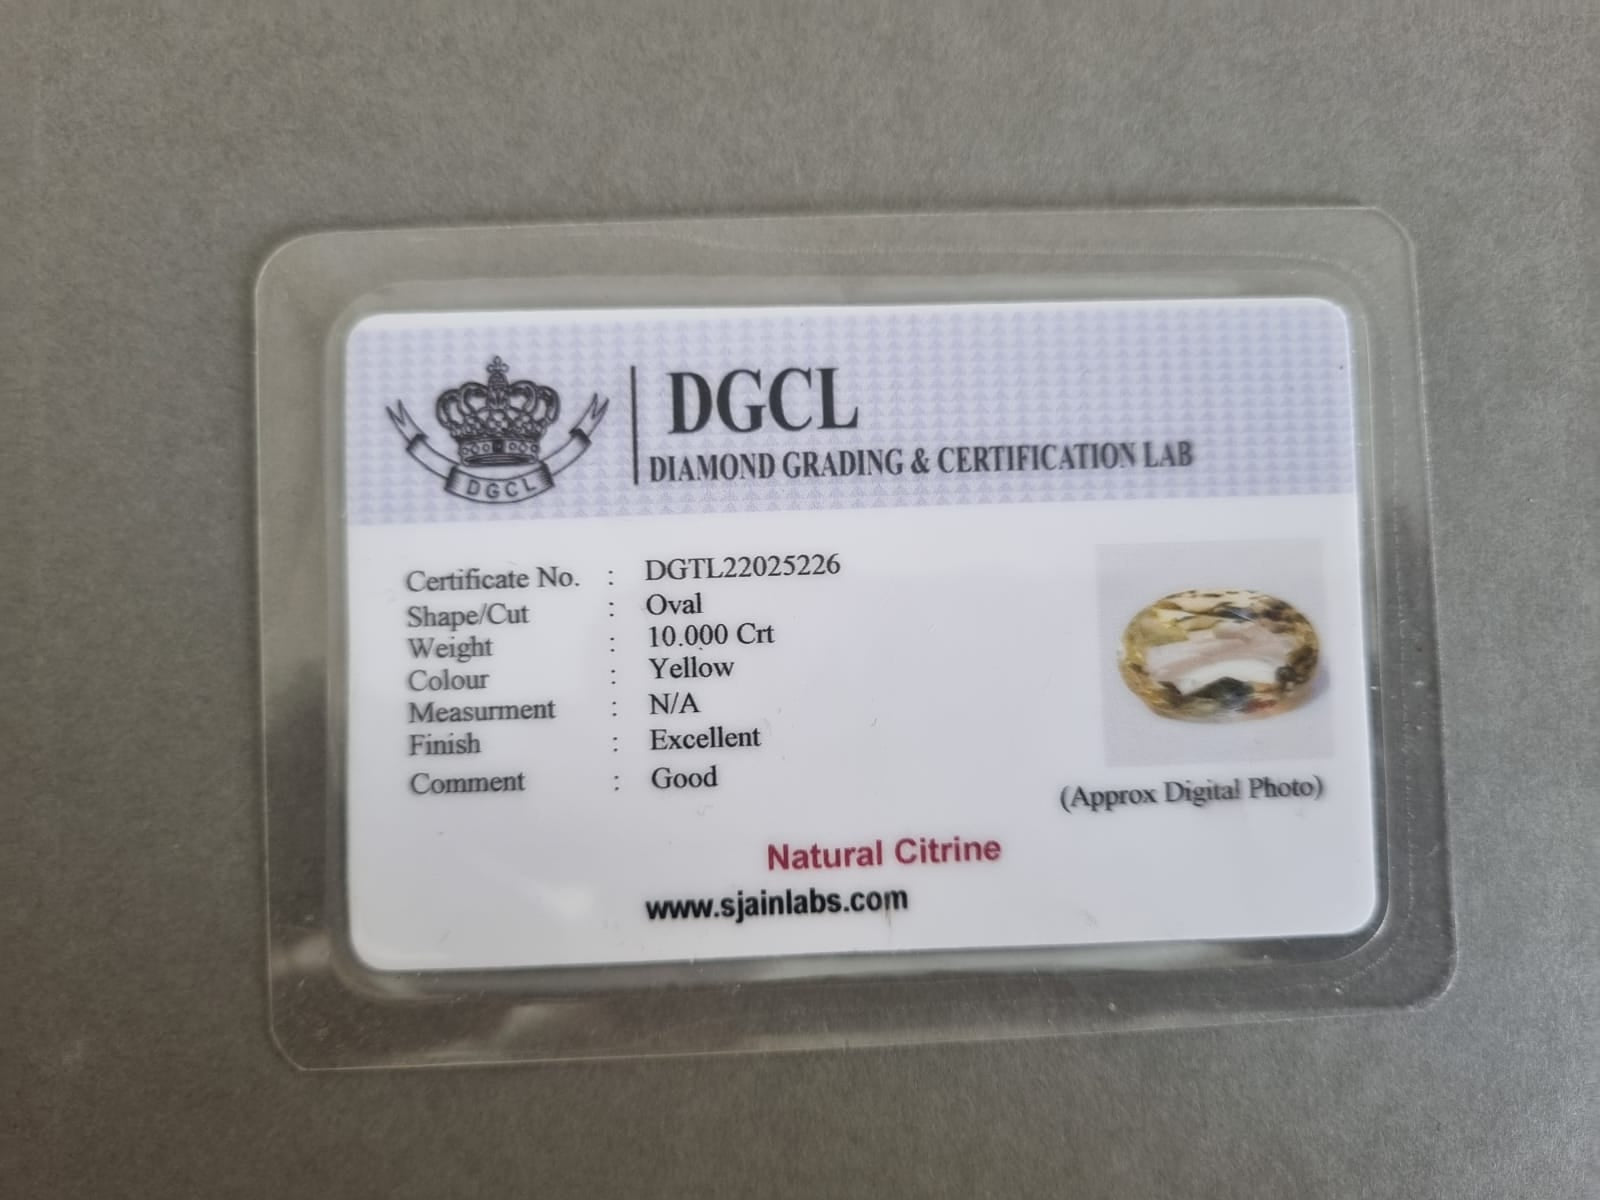 DGCL
DGCL
DIAMOND GRADING & CERTIFICATION LAB
Certificate No. : DGTL22025226
Shape/Cut : Oval
Weight : 10.000 Crt
Colour : Yellow
Measurment : N/A
Finish : Excellent
Comment : Good
(Approx Digital Photo)
Natural Citrine
www.sjainlabs.com